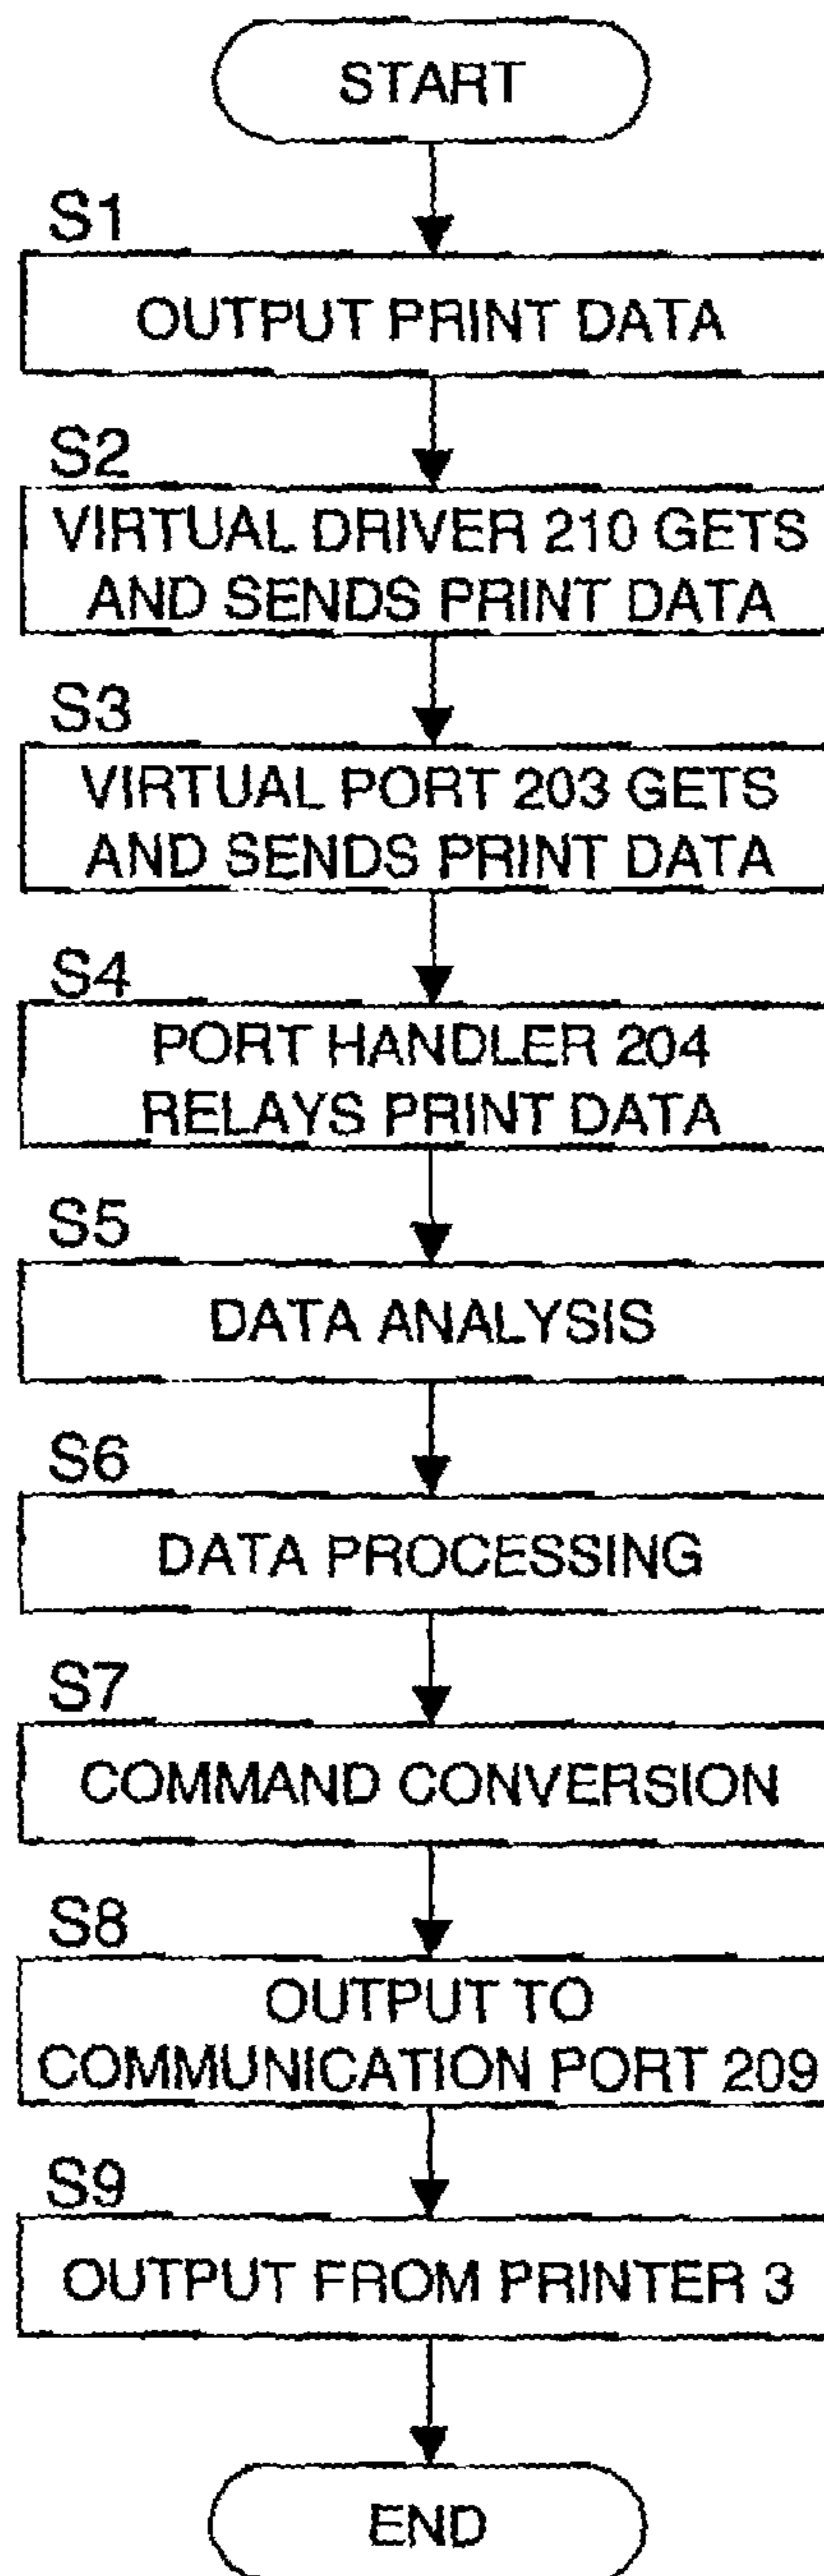 START
S1
OUTPUT PRINT DATA
S2
VIRTUAL DRIVER 210 GETS
AND SENDS PRINT DATA
S3
VIRTUAL PORT 203 GETS
AND SENDS PRINT DATA
S4
PORT HANDLER 204
RELAYS PRINT DATA
S5
DATA ANALYSIS
S6
DATA PROCESSING
S7
COMMAND CONVERSION
S8
OUTPUT TO
COMMUNICATION PORT 209
S9
OUTPUT FROM PRINTER 3
END